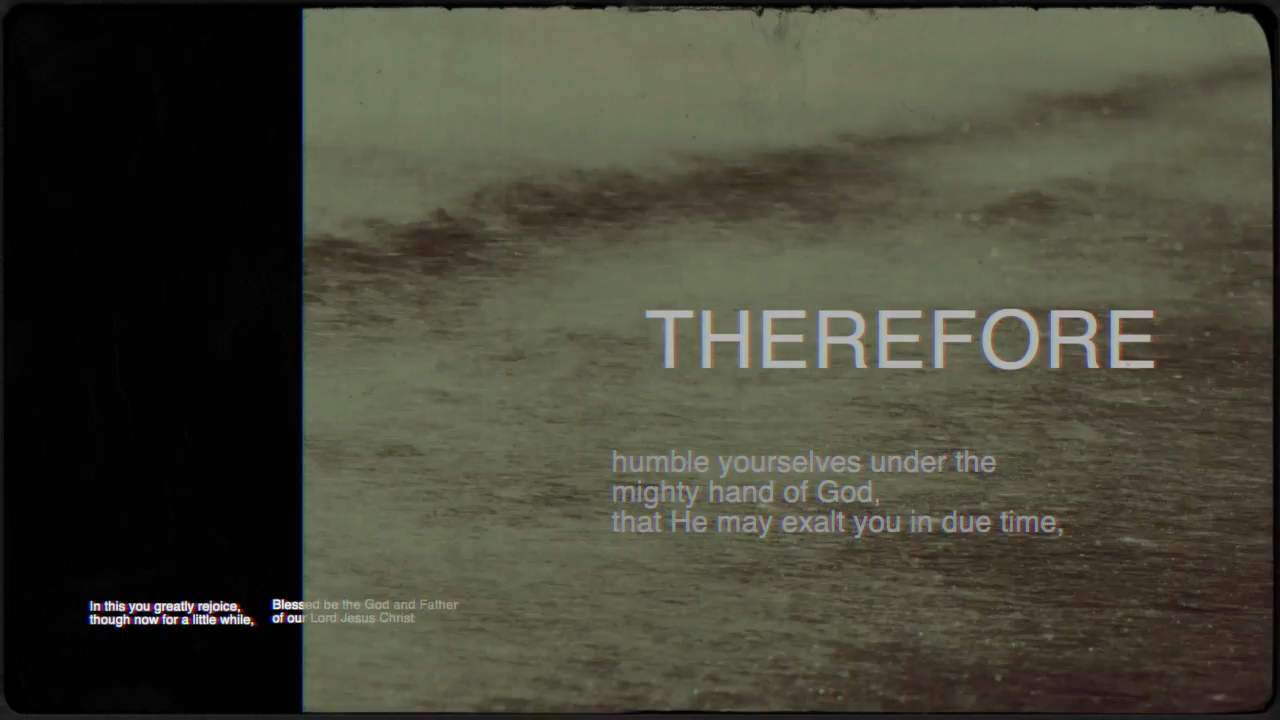 THEREFORE
humble yourselves under the
mighty hand of God,
that He may exalt you in due time,
In this you greatly rejoice,
though now for a little while,
Blessed be the God and Father
of our Lord Jesus Christ